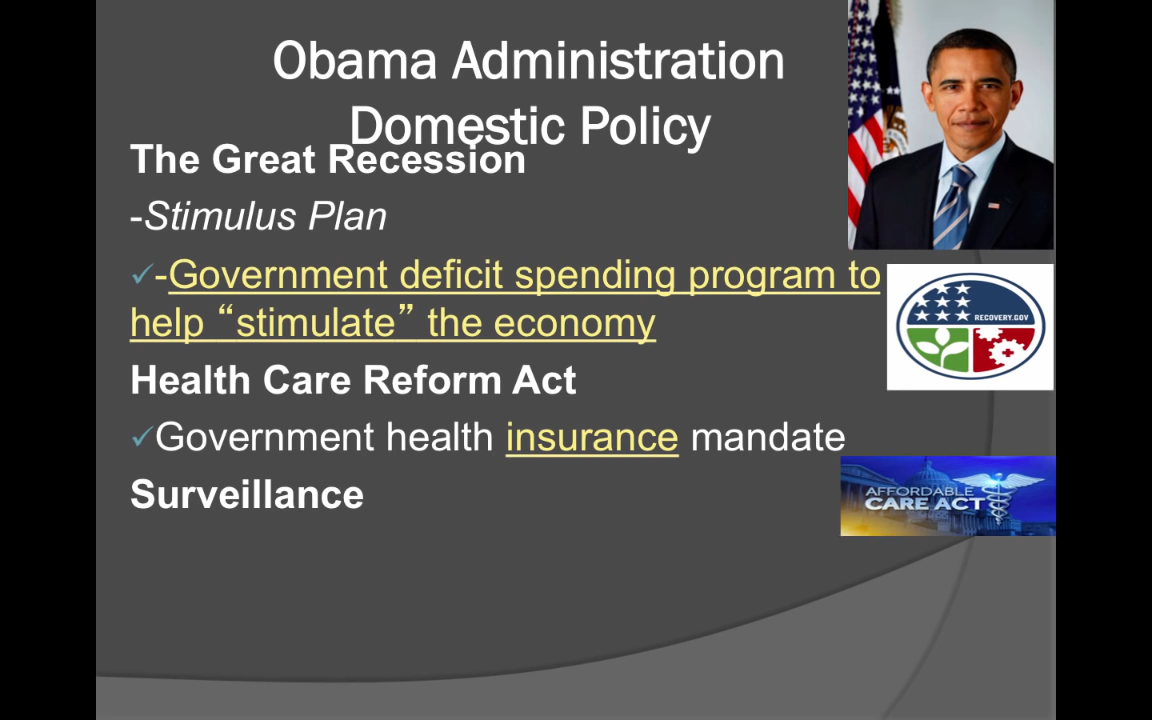 Obama Administration
Domestic Policy
The Great Recession
-Stimulus Plan
✓-Government deficit spending program to
help “stimulate” the economy
RECOVERY.GOV
Health Care Reform Act
✓Government health insurance mandate
Surveillance
AFFORDABLE
CARE ACT